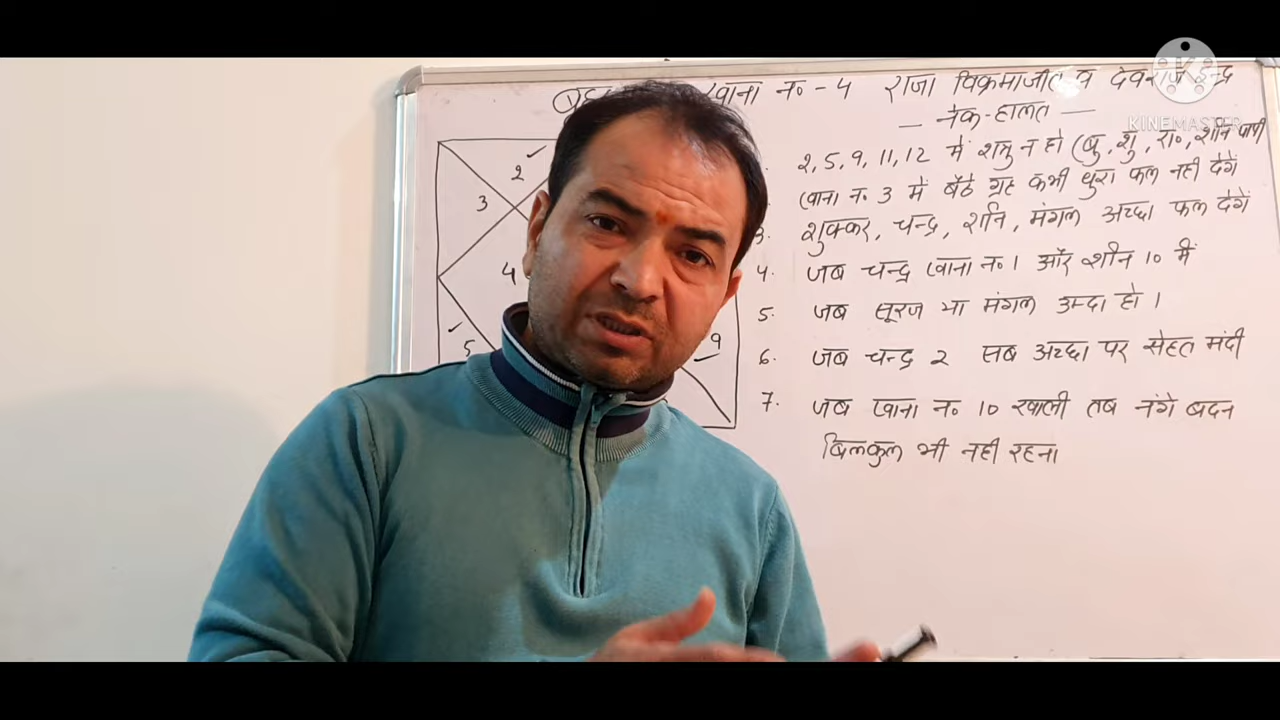 खाना न॰ - 4 राजा विक्रमाजीत व देवराज इन्द्र
— नेक-हालत —
KINEMASTER
2, 5, 9, 11, 12 में शत्रु न हो (बु, शु, रा॰, शनि पापी
खाना न॰ 3 में बैठे ग्रह कभी बुरा फल नही देगें
3. शुक्कर, चन्द्र, शनि, मंगल अच्छा फल देगें
4. जब चन्द्र खाना न॰ 1 और शनि 10 में
5. जब सूरज या मंगल उम्दा हो ।
6. जब चन्द्र 2 सब अच्छा पर सेहत मंदी
7. जब खाना न॰ 10 खाली तब नंगे बदन
बिलकुल भी नही रहना
2
3
4
5
9